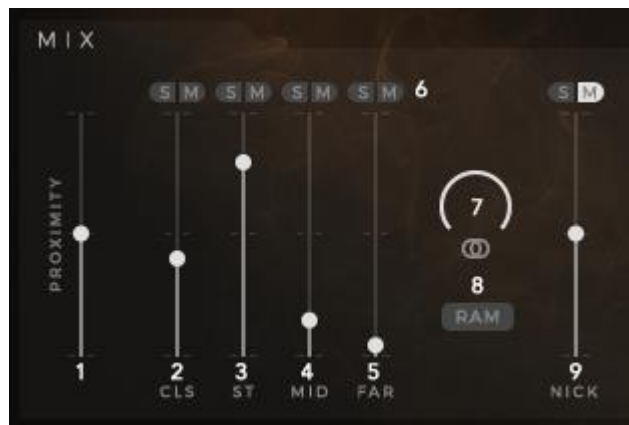 MIX
S M S M S M S M 6 S M
PROXIMITY
7
8
RAM
1 2 3 4 5 9
CLS ST MID FAR NICK